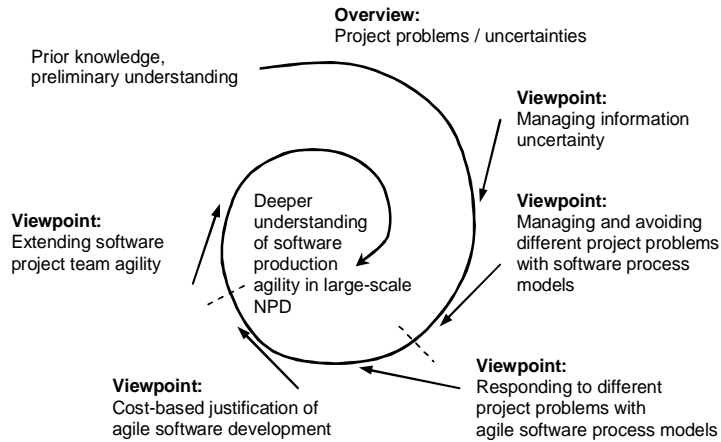 Overview:
Project problems / uncertainties
Prior knowledge,
preliminary understanding
Viewpoint:
Managing information
uncertainty
Viewpoint:
Managing and avoiding
different project problems
with software process
models
Viewpoint:
Responding to different
project problems with
agile software process models
Viewpoint:
Cost-based justification of
agile software development
Viewpoint:
Extending software
project team agility
Deeper
understanding
of software
production
agility in large-scale
NPD